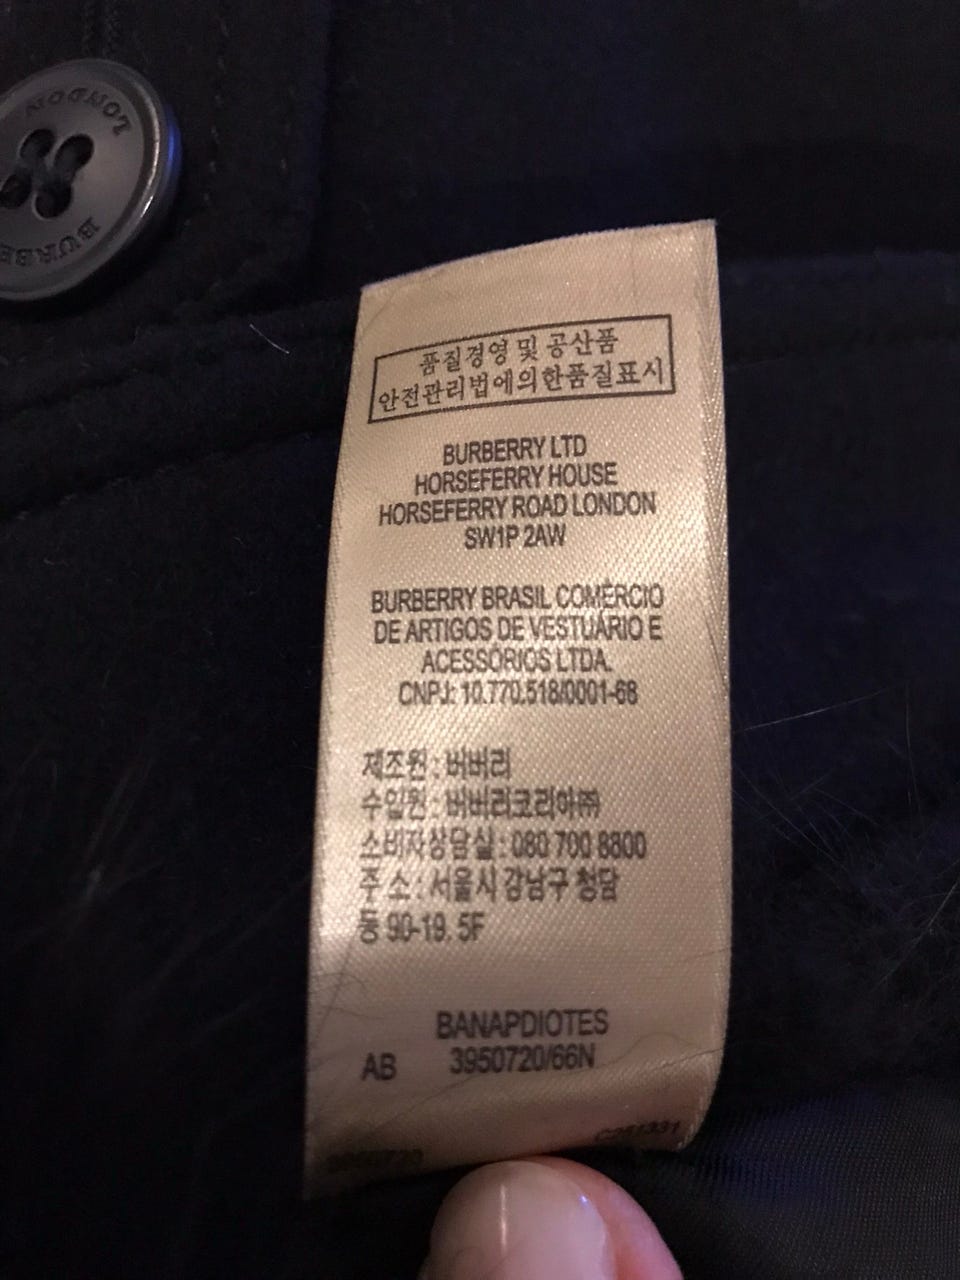 LONDON
품질경영 및 공산품
안전관리법에의한품질표시
BURBERRY LTD
HORSEFERRY HOUSE
HORSEFERRY ROAD LONDON
SW1P 2AW
BURBERRY BRASIL COMÉRCIO
DE ARTIGOS DE VESTUÁRIO E
ACESSÓRIOS LTDA.
CNPJ: 10.770.518/0001-68
제조원 : 버버리
수입원 : 버버리코리아㈜
소비자상담실 : 080 700 8800
주 소 : 서울시 강남구 청담
동 90-19. 5F
BANAPDIOTES
AB 3950720/66N